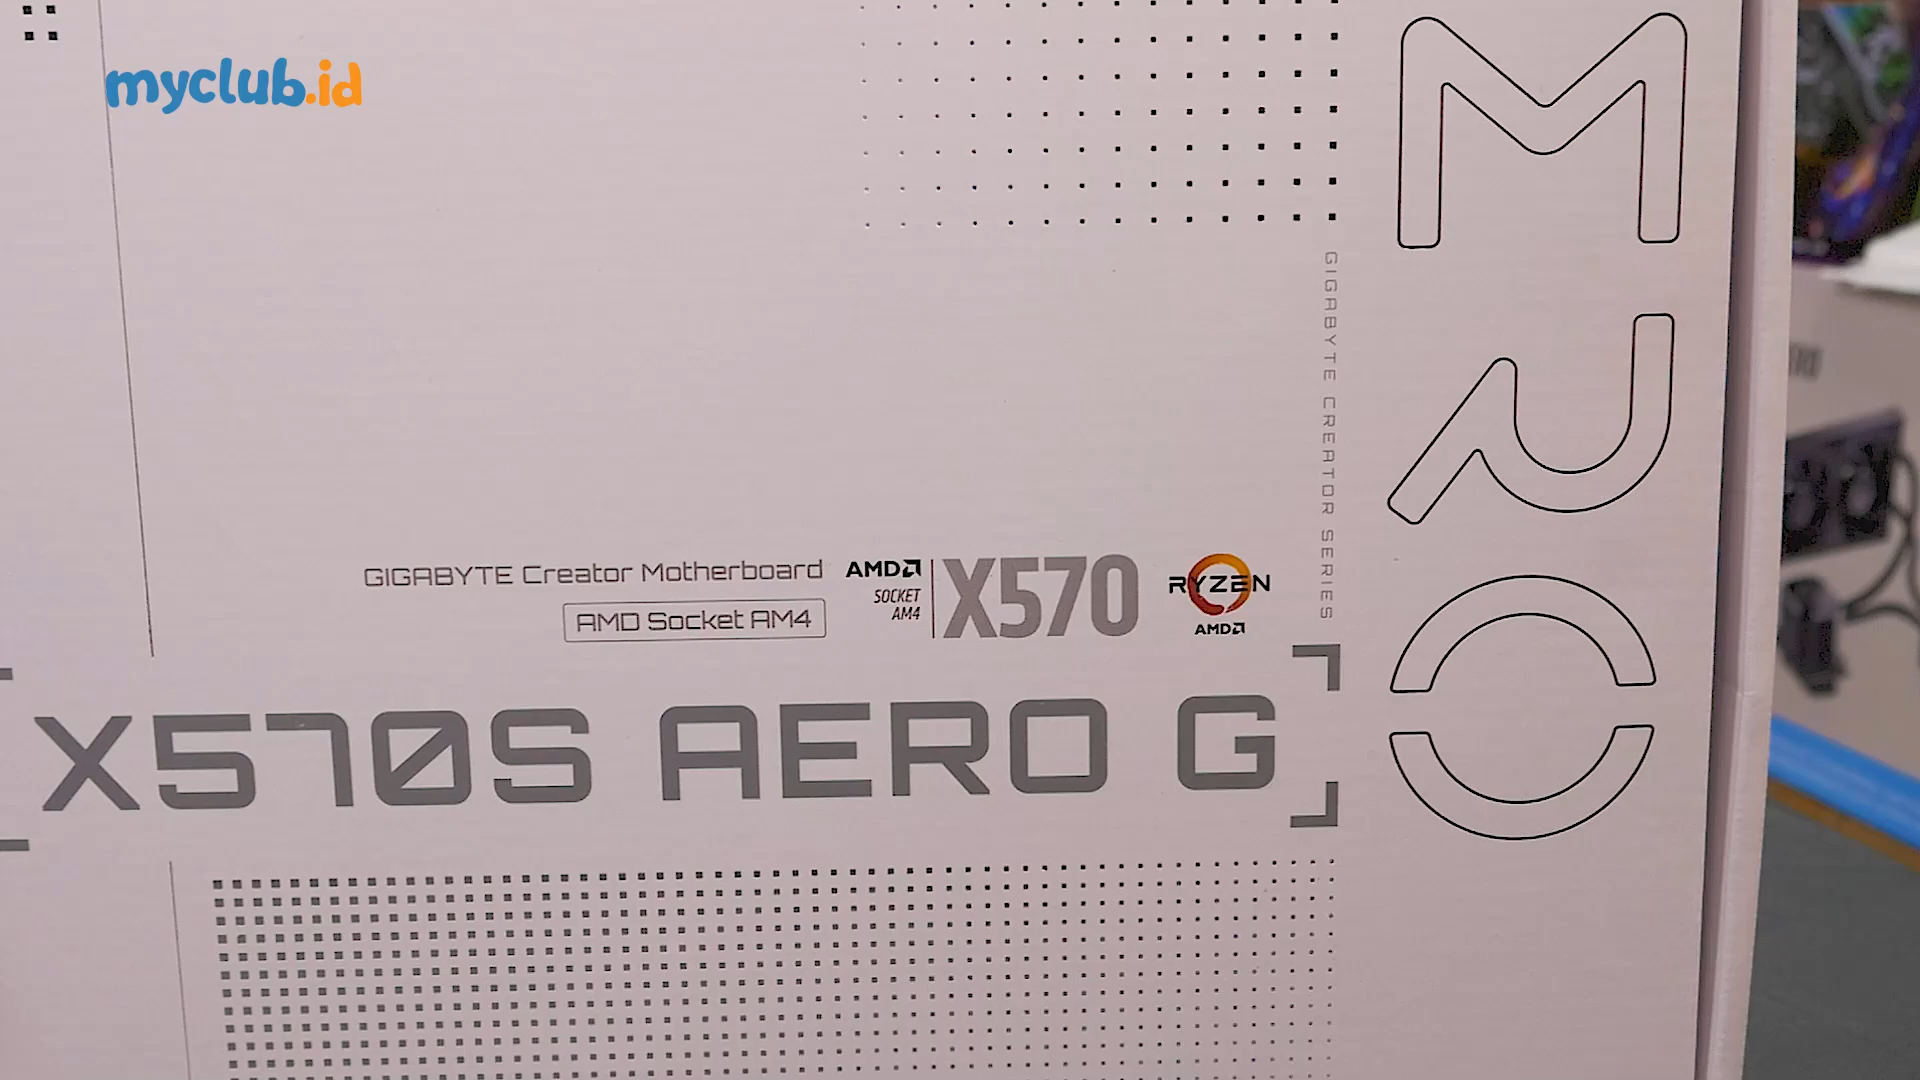 myclub.id
GIGABYTE CREATOR SERIES
GIGABYTE Creator Motherboard
AMD Socket AM4
AMD
SOCKET
AM4
X570
RYZEN
AMD
X570S AERO G
ERO